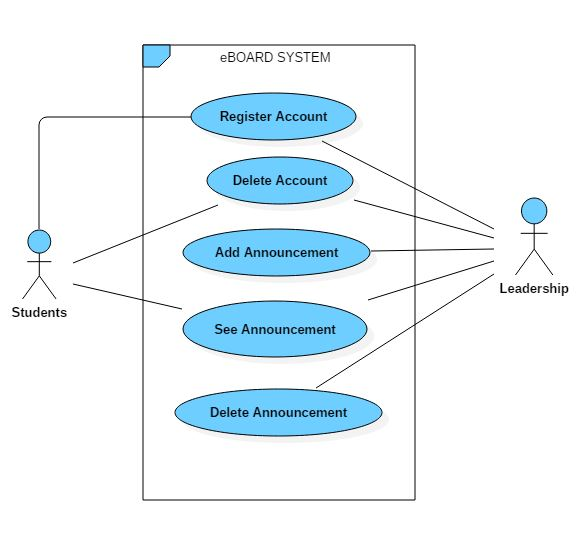 eBOARD SYSTEM
Register Account
Delete Account
Add Announcement
See Announcement
Delete Announcement
Students
Leadership